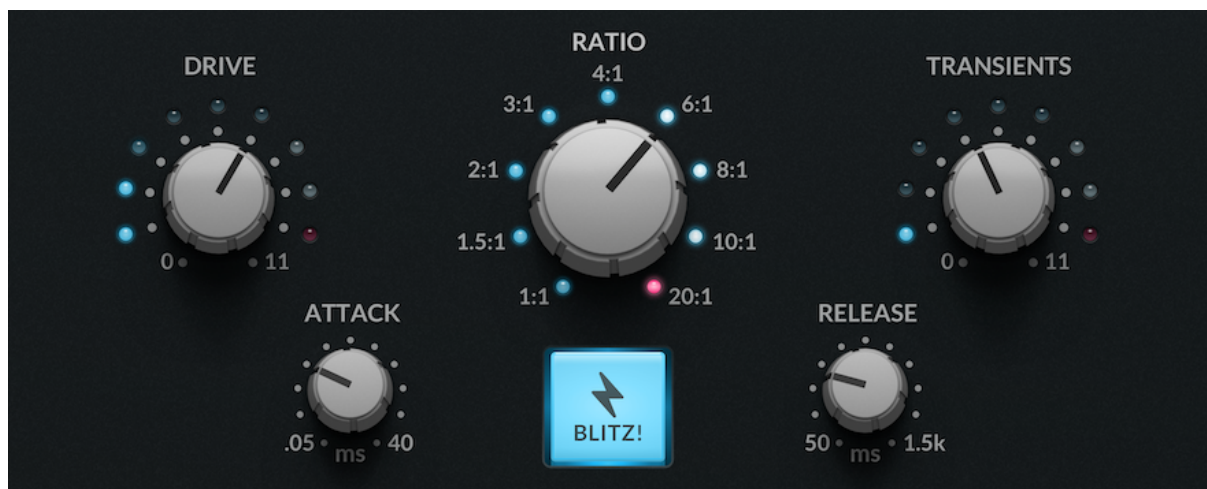 RATIO
DRIVE
TRANSIENTS
4:1
3:1
6:1
2:1
8:1
1.5:1
10:1
0
11
0
11
1:1
20:1
ATTACK
RELEASE
.05
ms
40
BLITZ!
50
ms
1.5k